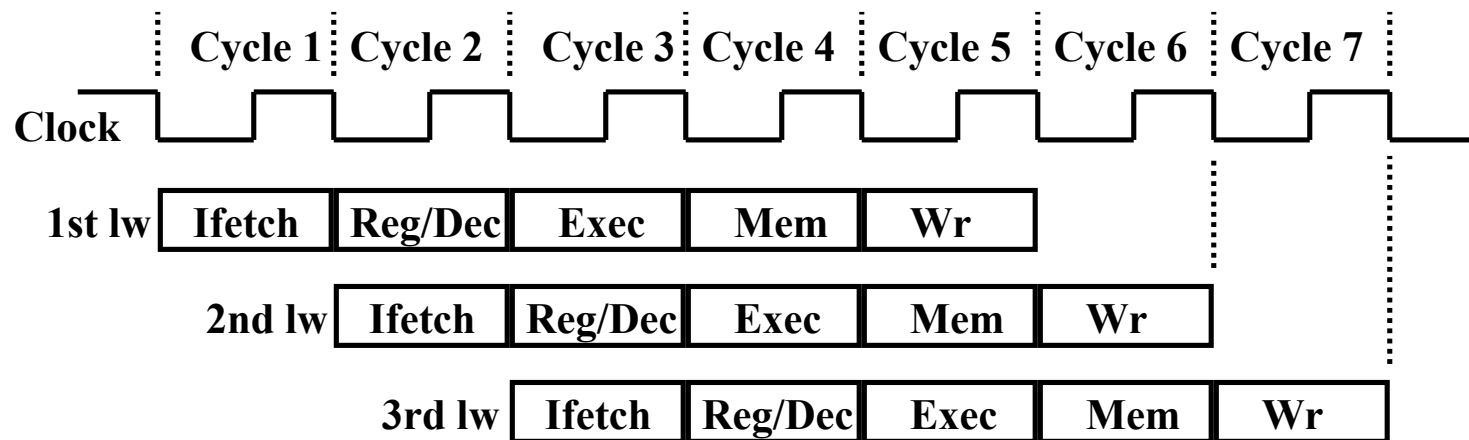 Cycle 1 Cycle 2 Cycle 3 Cycle 4 Cycle 5 Cycle 6 Cycle 7
Clock
1st lw Ifetch Reg/Dec Exec Mem Wr
2nd lw Ifetch Reg/Dec Exec Mem Wr
3rd lw Ifetch Reg/Dec Exec Mem Wr